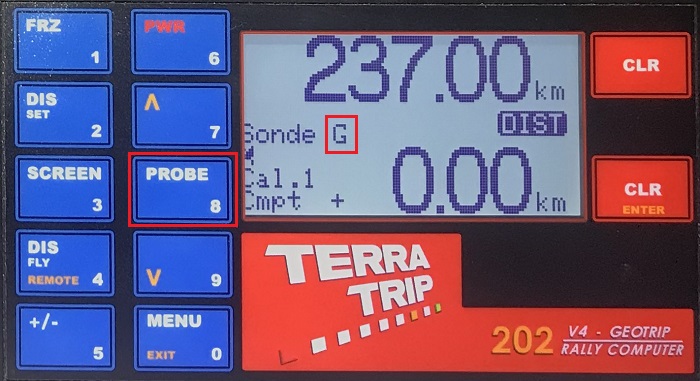 FRZ
1
PWR
6
DIS
SET
2
Λ
7
SCREEN
3
PROBE
8
DIS
FLY
REMOTE 4
V
9
+/-
5
MENU
EXIT 0
237.00 km
Sonde G
DIST
Cal.1
Cmpt +
0.00 km
CLR
CLR
ENTER
TERRA
TRIP
202
V4 - GEOTRIP
RALLY COMPUTER